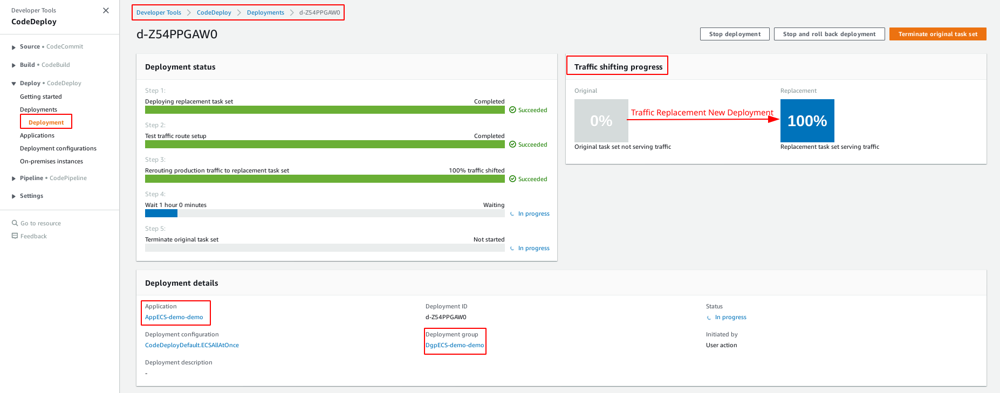 Developer Tools
CodeDeploy
Source • CodeCommit
Build • CodeBuild
Deploy • CodeDeploy
Getting started
Deployments
Deployment
Applications
Deployment configurations
On-premises instances
Pipeline • CodePipeline
Settings
Go to resource
Feedback
Developer Tools > CodeDeploy > Deployments > d-Z54PPGAW0
d-Z54PPGAW0
Stop deployment Stop and roll back deployment Terminate original task set
Deployment status
Step 1:
Deploying replacement task set Completed
Succeeded
Step 2:
Test traffic route setup Completed
Succeeded
Step 3:
Rerouting production traffic to replacement task set 100% traffic shifted
Succeeded
Step 4:
Wait 1 hour 0 minutes Waiting
In progress
Step 5:
Terminate original task set Not started
In progress
Traffic shifting progress
Original Replacement
Traffic Replacement New Deployment
0% 100%
Original task set not serving traffic Replacement task set serving traffic
Deployment details
Application Deployment ID Status
AppECS-demo-demo d-Z54PPGAW0 In progress
Deployment configuration Deployment group Initiated by
CodeDeployDefault.ECSAllAtOnce DgpECS-demo-demo User action
Deployment description
-